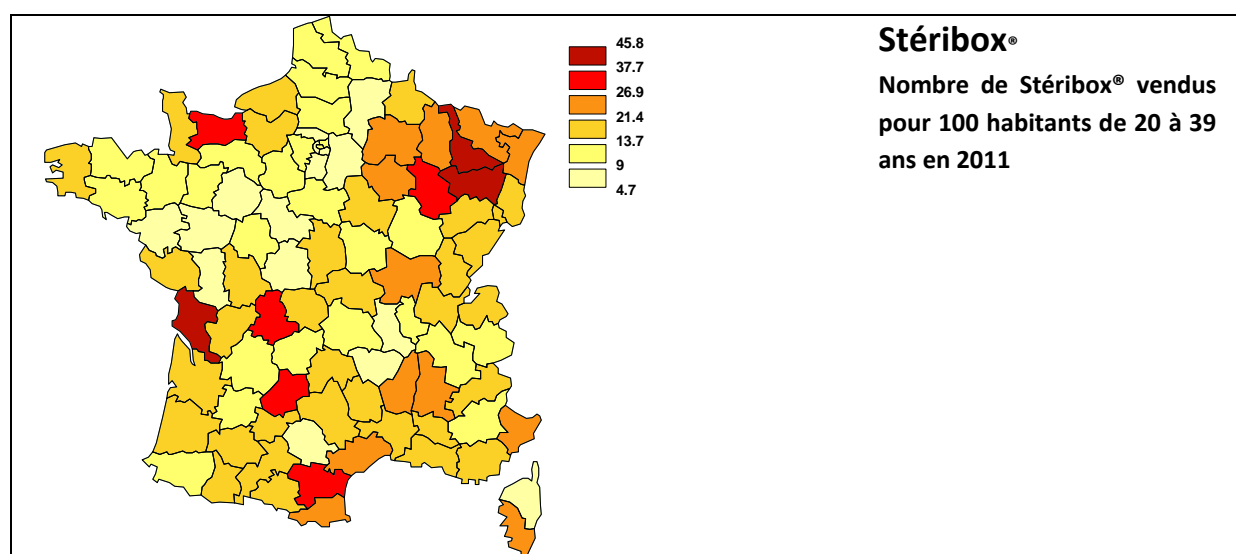 Stéribox®
Nombre de Stéribox® vendus
pour 100 habitants de 20 à 39
ans en 2011
45.8
37.7
26.9
21.4
13.7
9
4.7